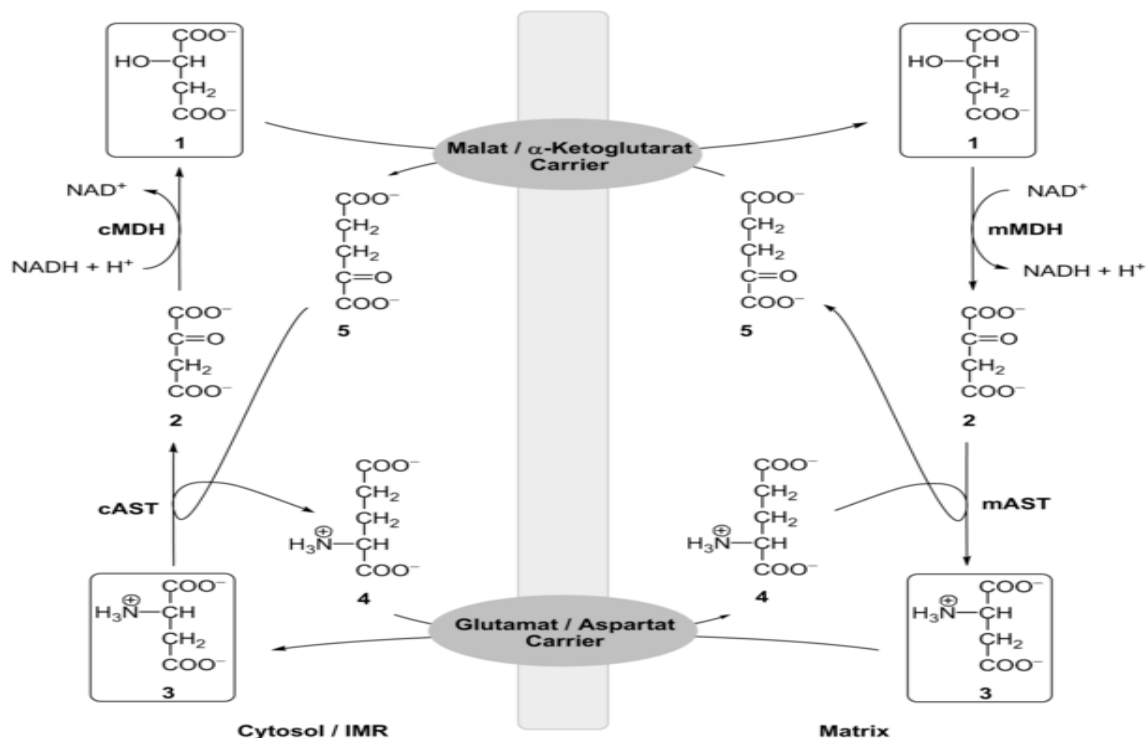 COO⁻
HO–CH
CH₂
COO⁻
1
NAD⁺
cMDH
NADH + H⁺
COO⁻
C=O
CH₂
COO⁻
2
cAST
COO⁻
H₃N⊕–CH
CH₂
COO⁻
3
COO⁻
CH₂
CH₂
C=O
COO⁻
5
COO⁻
CH₂
CH₂
H₃N⊕–CH
COO⁻
4
Malat / α-Ketoglutarat
Carrier
Glutamat / Aspartat
Carrier
COO⁻
CH₂
CH₂
C=O
COO⁻
5
COO⁻
CH₂
CH₂
H₃N⊕–CH
COO⁻
4
COO⁻
HO–CH
CH₂
COO⁻
1
NAD⁺
mMDH
NADH + H⁺
COO⁻
C=O
CH₂
COO⁻
2
mAST
COO⁻
H₃N⊕–CH
CH₂
COO⁻
3
Cytosol / IMR
Matrix